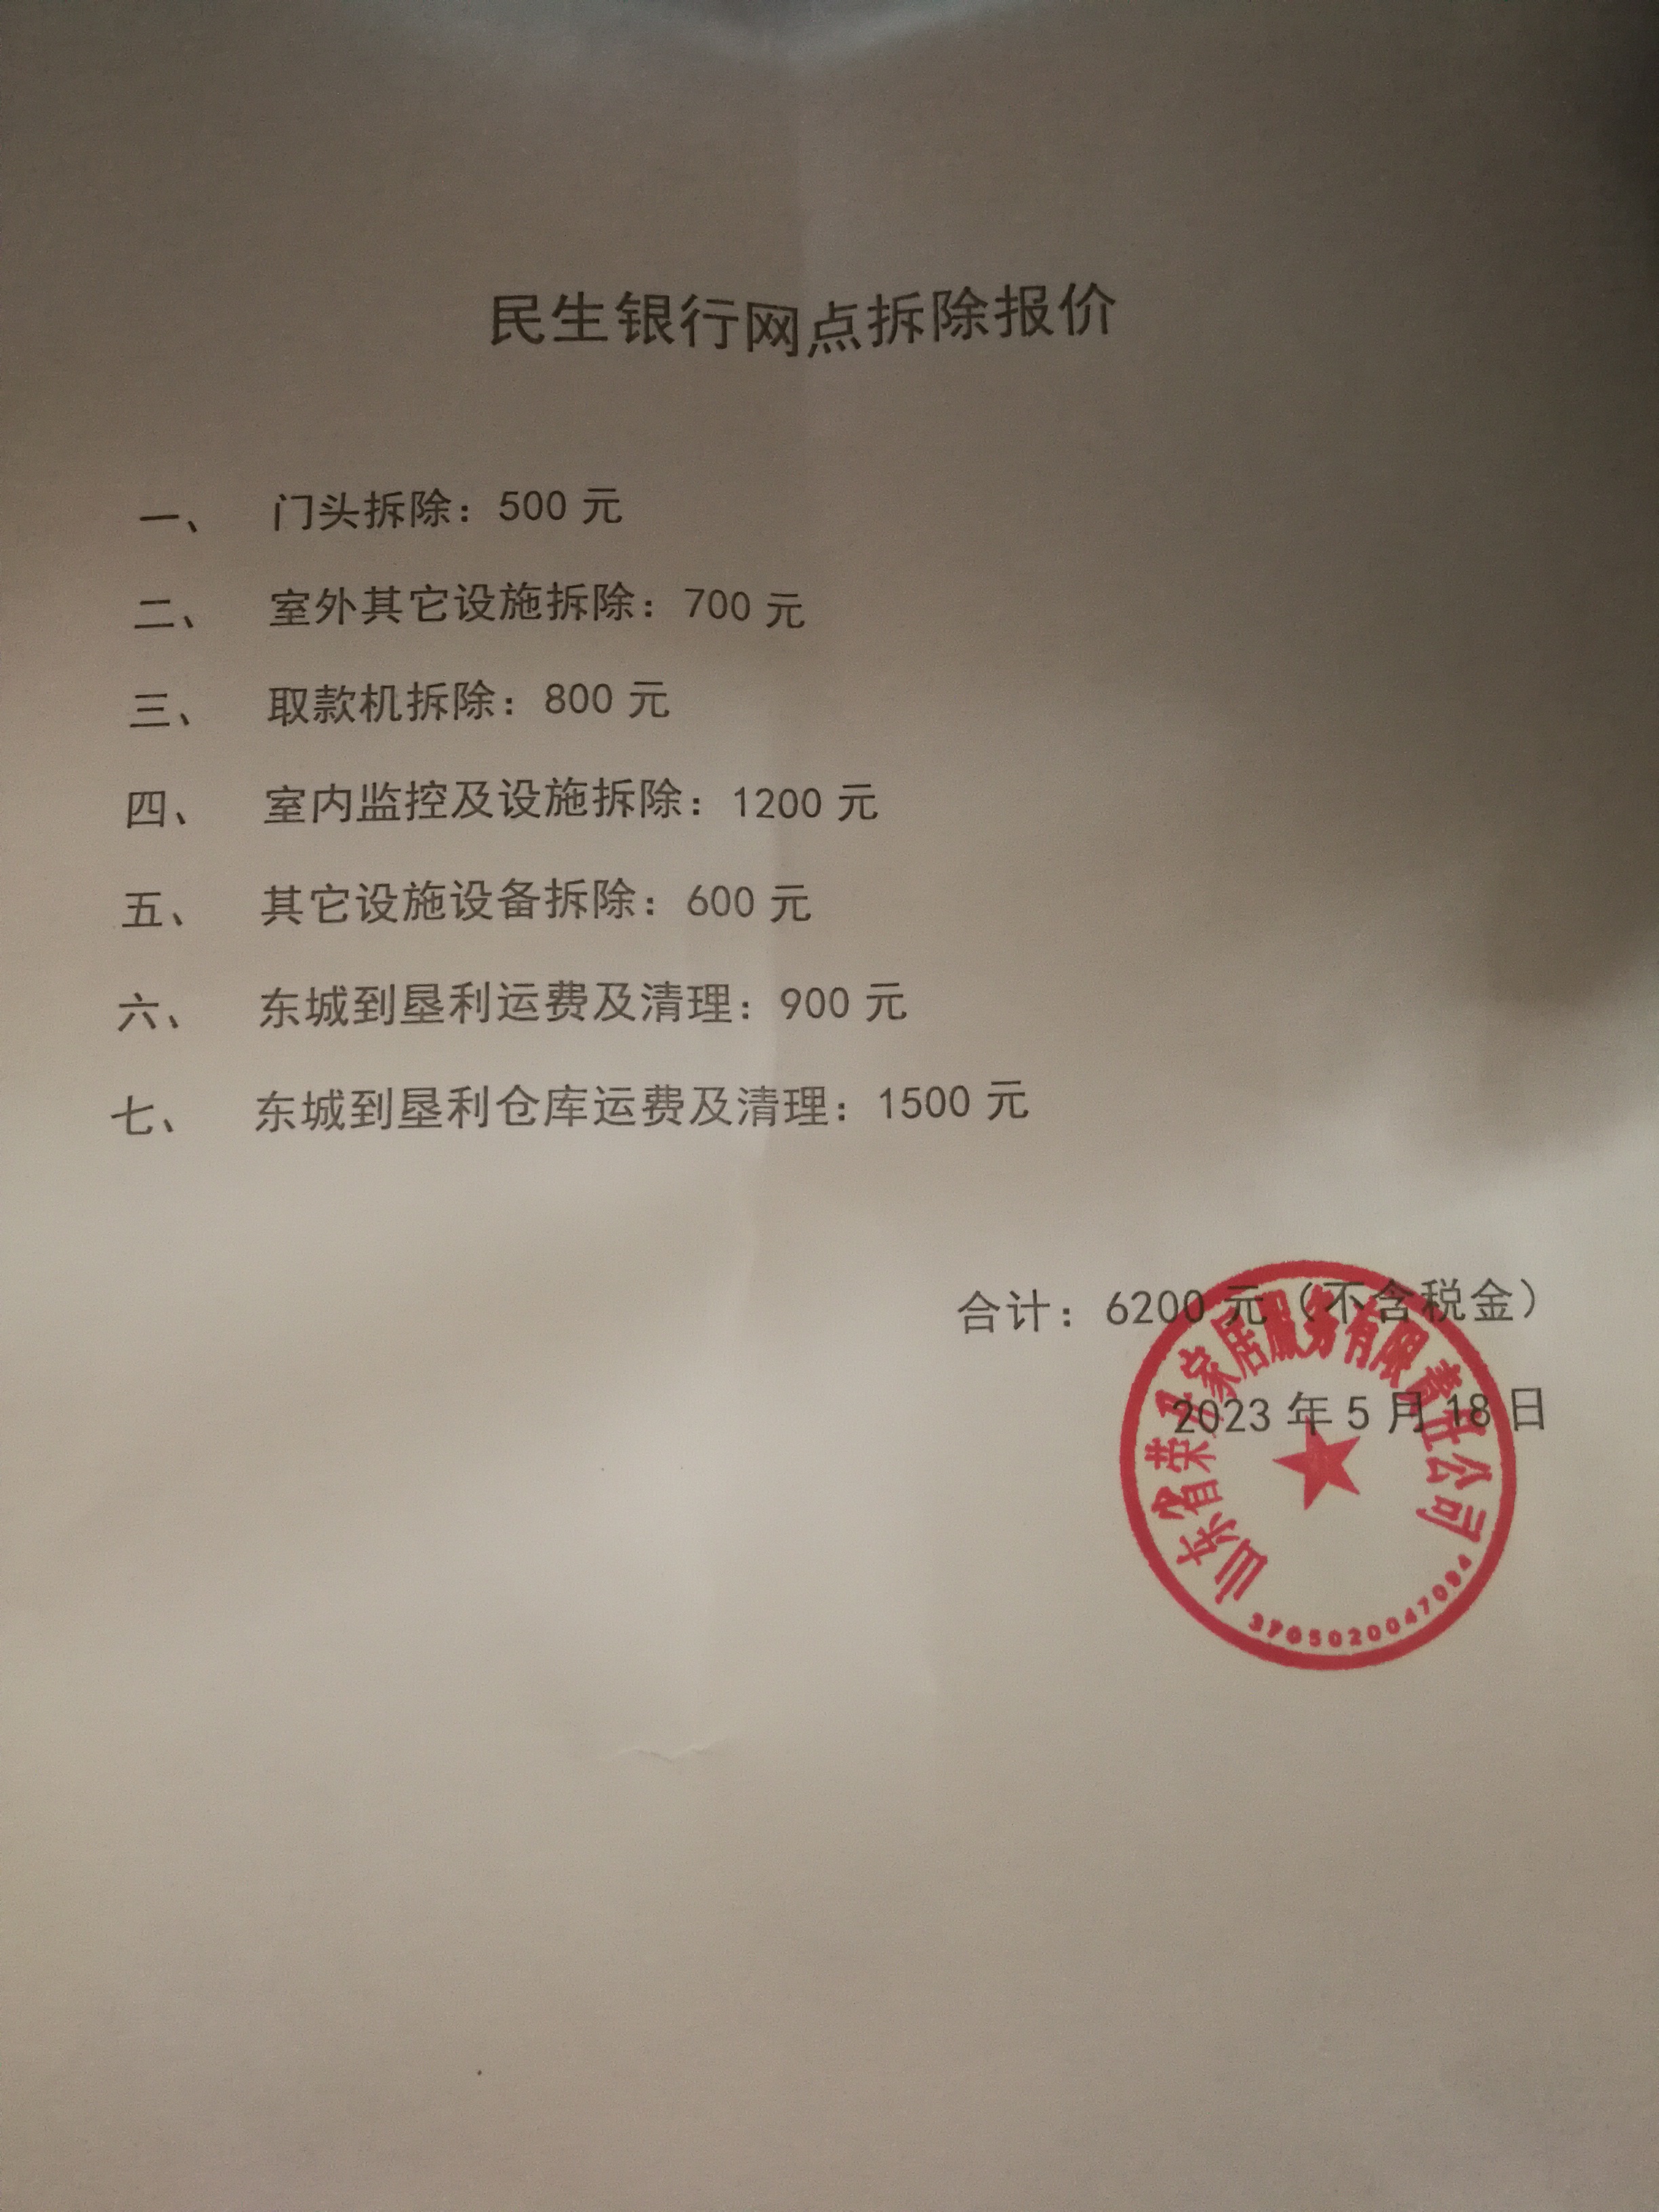 民生银行网点拆除报价
一、 门头拆除：500 元
二、 室外其它设施拆除：700 元
三、 取款机拆除：800 元
四、 室内监控及设施拆除：1200 元
五、 其它设施设备拆除：600 元
六、 东城到垦利运费及清理：900 元
七、 东城到垦利仓库运费及清理：1500 元
合计：6200 元（不含税金）
2023 年 5 月 18 日
山东省荣 家居服务有限责任公司
3705020047094